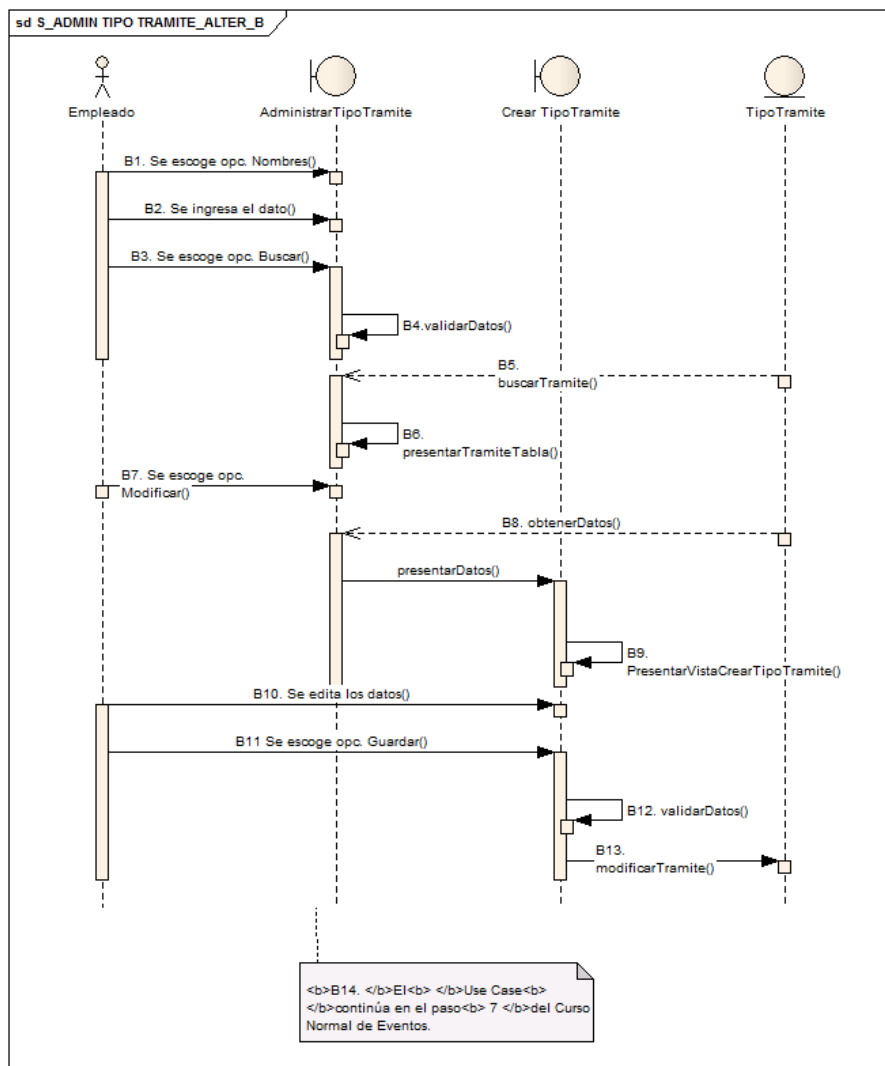 sd S_ADMIN TIPO TRAMITE_ALTER_B
Empleado
AdministrarTipoTramite
Crear TipoTramite
TipoTramite
B1. Se escoge opc. Nombres()
B2. Se ingresa el dato()
B3. Se escoge opc. Buscar()
B4.validarDatos()
B5.
buscarTramite()
B6.
presentarTramiteTabla()
B7. Se escoge opc.
Modificar()
B8. obtenerDatos()
presentarDatos()
B9.
PresentarVistaCrearTipoTramite()
B10. Se edita los datos()
B11 Se escoge opc. Guardar()
B12. validarDatos()
B13.
modificarTramite()
<b>B14. </b>El<b> </b>Use Case<b>
</b>continúa en el paso<b> 7 </b>del Curso
Normal de Eventos.